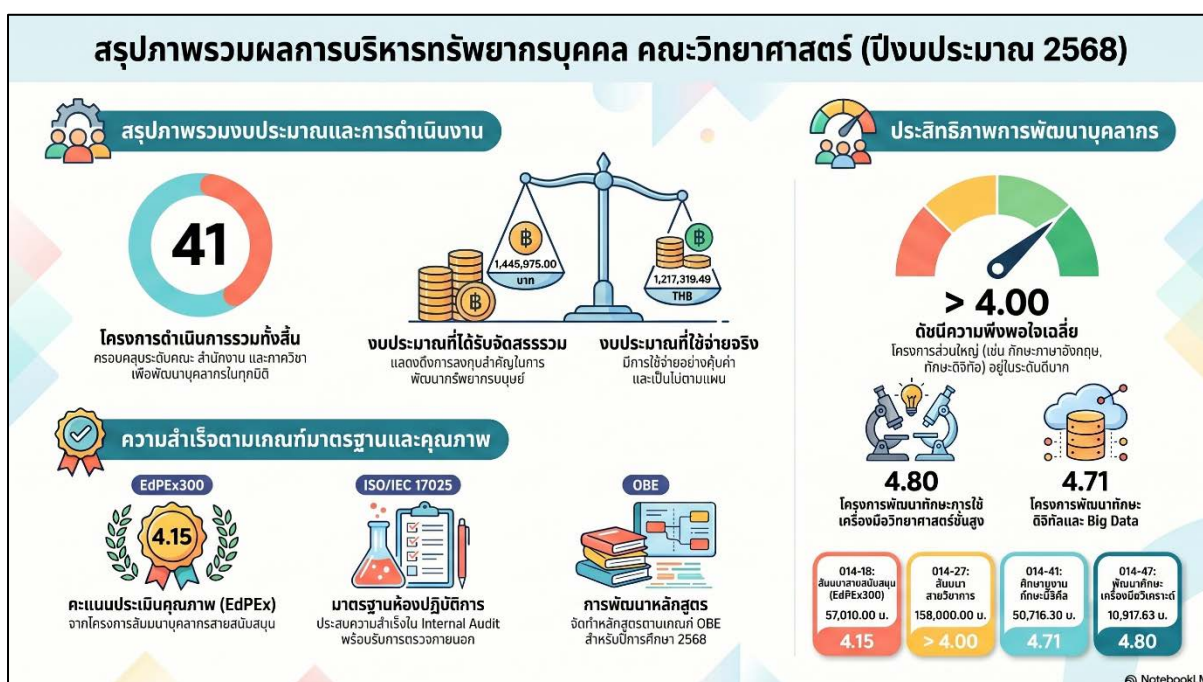 สรุปภาพรวมผลการบริหารทรัพยากรบุคคล คณะวิทยาศาสตร์ (ปีงบประมาณ 2568)
สรุปภาพรวมงบประมาณและการดำเนินงาน
41
โครงการดำเนินการรวมทั้งสิ้น
ครอบคลุมระดับคณะ สำนักงาน และภาควิชา
เพื่อพัฒนาบุคลากรในทุกมิติ
1,445,975.00
บาท
งบประมาณที่ได้รับจัดสรรรวม
แสดงถึงการลงทุนสำคัญในการ
พัฒนาทรัพยากรบุษย์
1,217,319.49
THB
งบประมาณที่ใช้จ่ายจริง
มีการใช้จ่ายอย่างคุ้มค่า
และเป็นไปตามแผน
ความสำเร็จตามเกณฑ์มาตรฐานและคุณภาพ
EdPEx300
4.15
คะแนนประเมินคุณภาพ (EdPEx)
จากโครงการสัมมนาบุคลากรสายสนับสนุน
ISO/IEC 17025
มาตรฐานห้องปฏิบัติการ
ประสบความสำเร็จใน Internal Audit
พร้อมรับการตรวจภายนอก
OBE
การพัฒนาหลักสูตร
จัดทำหลักสูตรตามเกณฑ์ OBE
สำหรับปีการศึกษา 2568
ประสิทธิภาพการพัฒนาบุคลากร
> 4.00
ดัชนีความพึงพอใจเฉลี่ย
โครงการส่วนใหญ่ (เช่น ทักษะภาษาอังกฤษ,
ทักษะดิจิทัอ) อยู่ในระดับดีมาก
4.80
โครงการพัฒนาทักษะการใช้
เครื่องมือวิทยาศาสตร์ชั้นสูง
4.71
โครงการพัฒนาทักษะ
ดิจิทัลและ Big Data
014-18:
สายสนับสนุน
(EdPEx300)
57,010.00 บ.
4.15
014-27:
สัมมนา
สายวิชาการ
158,000.00 บ.
> 4.00
014-41:
50,716.30 บ.
4.71
014-47:
10,917.63 บ.
4.80
NotebookLM